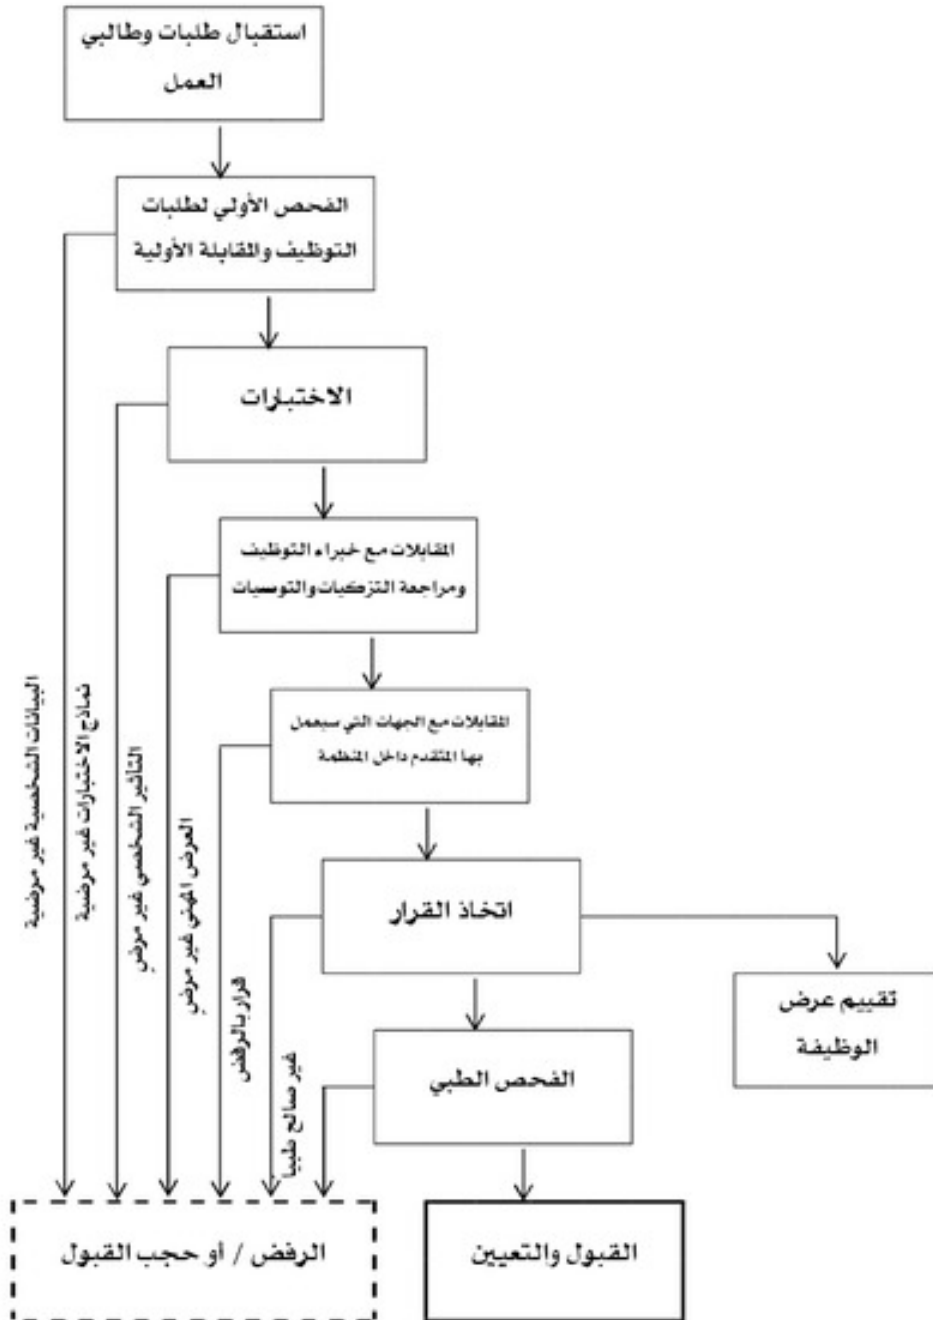 استقبال طلبات وطالبي
العمل
الفحص الأولي لطلبات
التوظيف والمقابلة الأولية
الاختبارات
المقابلات مع خبراء التوظيف
ومراجعة التزكيات والتوصيات
المقابلات مع الجهات التي سيعمل
بها المتقدم داخل المنظمة
اتخاذ القرار
تقييم عرض
الوظيفة
الفحص الطبي
البيانات الشخصية غير مرضية
نماذج الاختبارات غير مرضية
التأثير الشخصي غير مرضٍ
العرض المهني غير مرضٍ
قرار بالرفض
غير صالح طبيا
القبول والتعيين
الرفض / أو حجب القبول